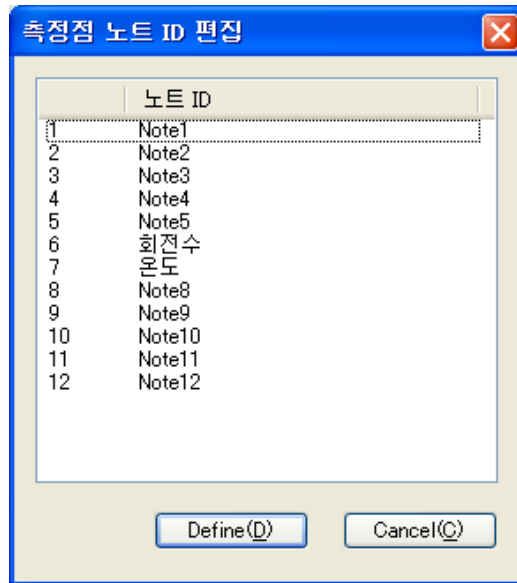 측정점 노트 ID 편집
노트 ID
1 Note1
2 Note2
3 Note3
4 Note4
5 Note5
6 회전수
7 온도
8 Note8
9 Note9
10 Note10
11 Note11
12 Note12
Define(D) Cancel(C)